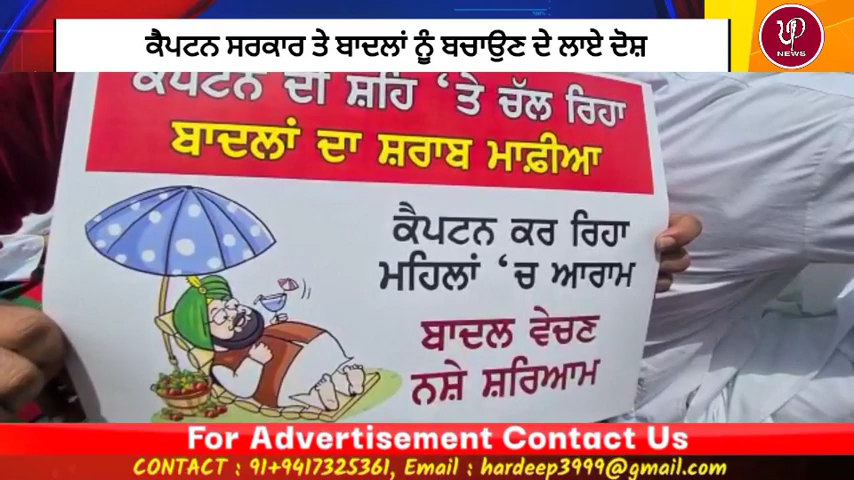 ਕੈਪਟਨ ਸਰਕਾਰ ਤੇ ਬਾਦਲਾਂ ਨੂੰ ਬਚਾਉਣ ਦੇ ਲਾਏ ਦੋਸ਼
NEWS
ਕੈਪਟਨ ਦੀ ਸ਼ਹਿ ‘ਤੇ ਚੱਲ ਰਿਹਾ
ਬਾਦਲਾਂ ਦਾ ਸ਼ਰਾਬ ਮਾਫ਼ੀਆ
ਕੈਪਟਨ ਕਰ ਰਿਹਾ
ਮਹਿਲਾਂ ‘ਚ ਆਰਾਮ
ਬਾਦਲ ਵੇਚਣ
ਨਸ਼ੇ ਸ਼ਰਿਆਮ
For Advertisement Contact Us
CONTACT : 91+9417325361, Email : hardeep3999@gmail.com